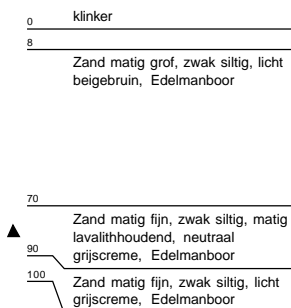 klinker
0
8
Zand matig grof, zwak siltig, licht
beigebruin, Edelmanboor
70
Zand matig fijn, zwak siltig, matig
lavalithhoudend, neutraal
grijscreme, Edelmanboor
90
100
Zand matig fijn, zwak siltig, licht
grijscreme, Edelmanboor